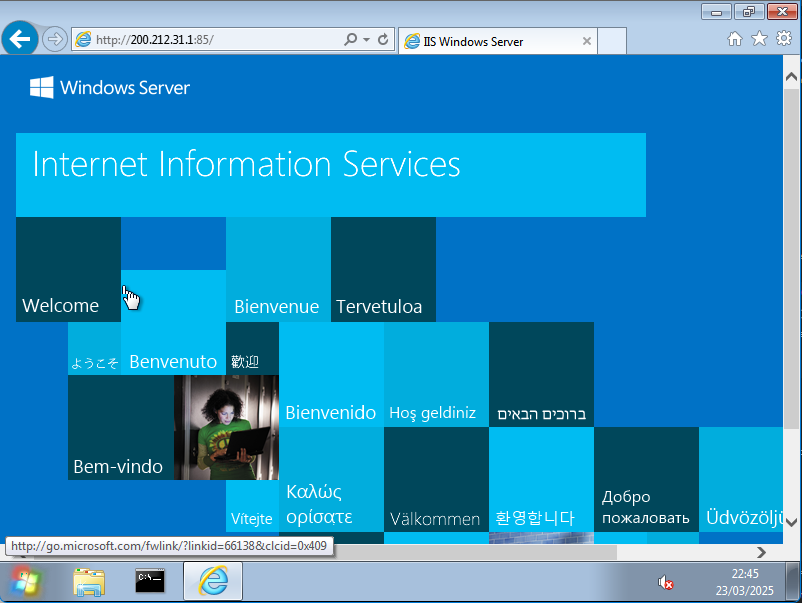 http://200.212.31.1:85/
IIS Windows Server
Windows Server
Internet Information Services
Welcome
Bienvenue
Tervetuloa
ようこそ
Benvenuto
歡迎
Bienvenido
Hoş geldiniz
ברוכים הבאים
Bem-vindo
Vítejte
Καλώς
ορίσατε
Välkommen
환영합니다
Добро
пожаловать
Üdvözölju
http://go.microsoft.com/fwlink/?linkid=66138&clcid=0x409
C:\_
22:45
23/03/2025